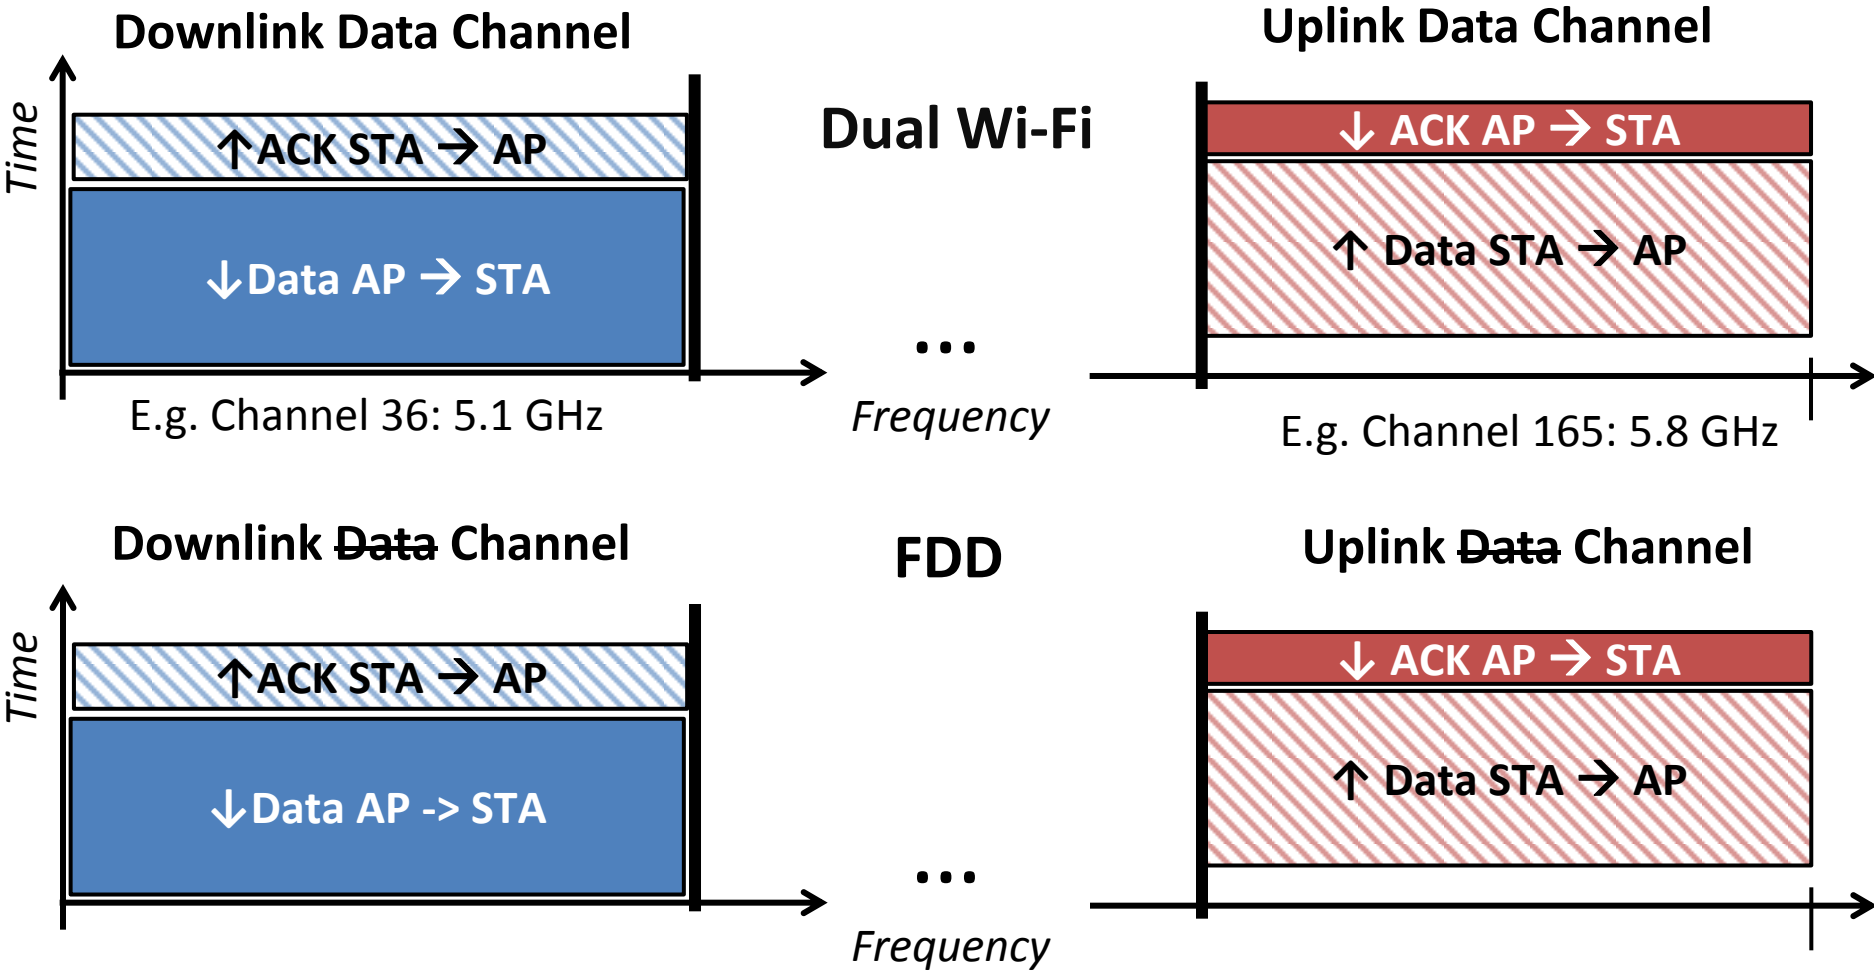 Downlink Data Channel
Dual Wi-Fi
Uplink Data Channel
Time
↑ACK STA → AP
↓Data AP → STA
↓ ACK AP → STA
↑ Data STA → AP
...
E.g. Channel 36: 5.1 GHz
Frequency
E.g. Channel 165: 5.8 GHz
Downlink Data Channel
FDD
Uplink Data Channel
Time
↑ACK STA → AP
↓Data AP -> STA
↓ ACK AP → STA
↑ Data STA → AP
...
Frequency